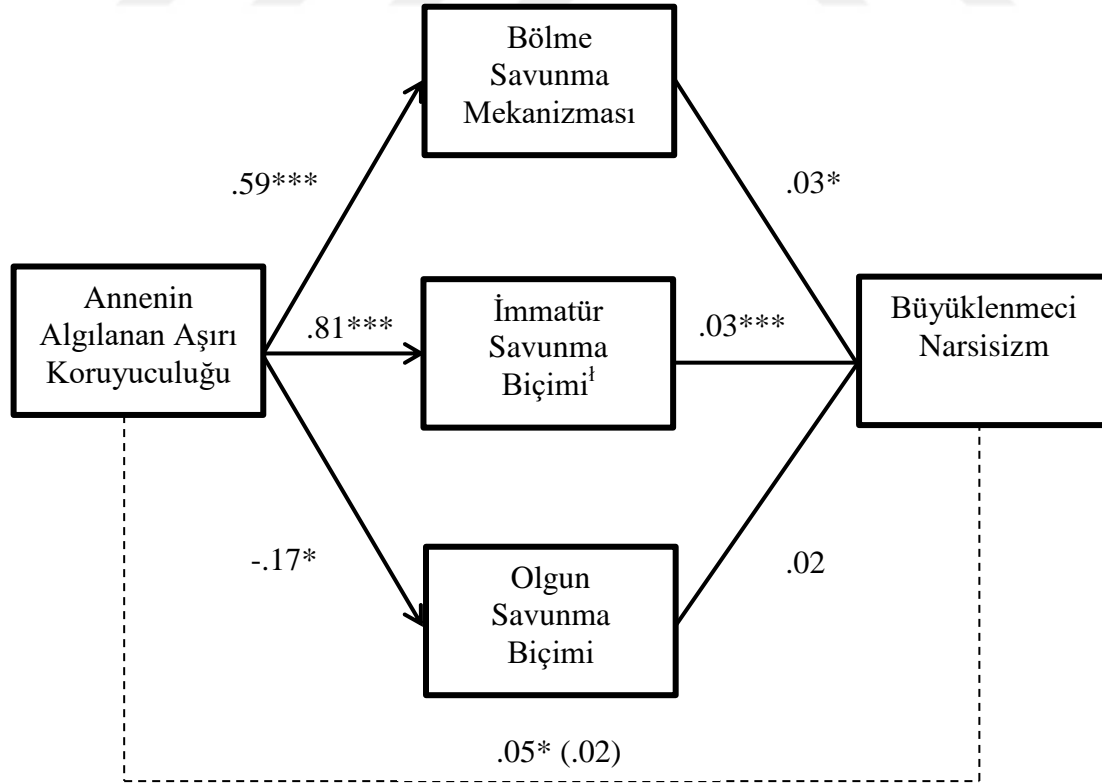 Bölme
Savunma
Mekanizması
.59***
.03*
Annenin
Algılanan Aşırı
Koruyuculuğu
.81***
İmmatür
Savunma
Biçimiᶧ
.03***
Büyüklenmeci
Narsisizm
-.17*
Olgun
Savunma
Biçimi
.02
.05* (.02)